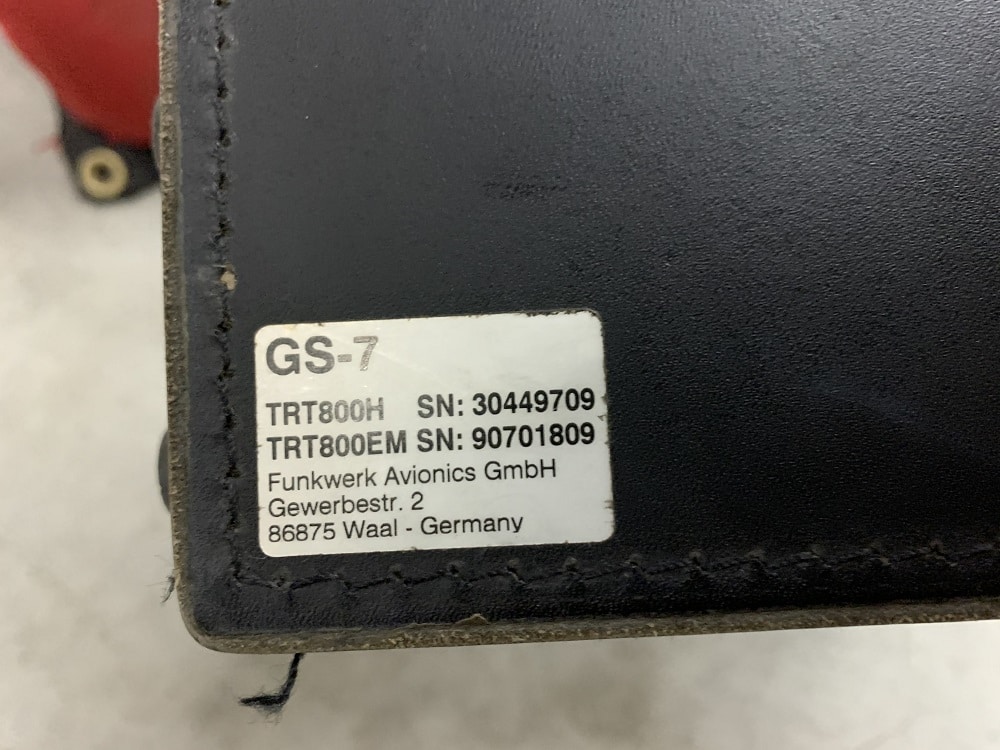 GS-7
TRT800H SN: 30449709
TRT800EM SN: 90701809
Funkwerk Avionics GmbH
Gewerbestr. 2
86875 Waal - Germany